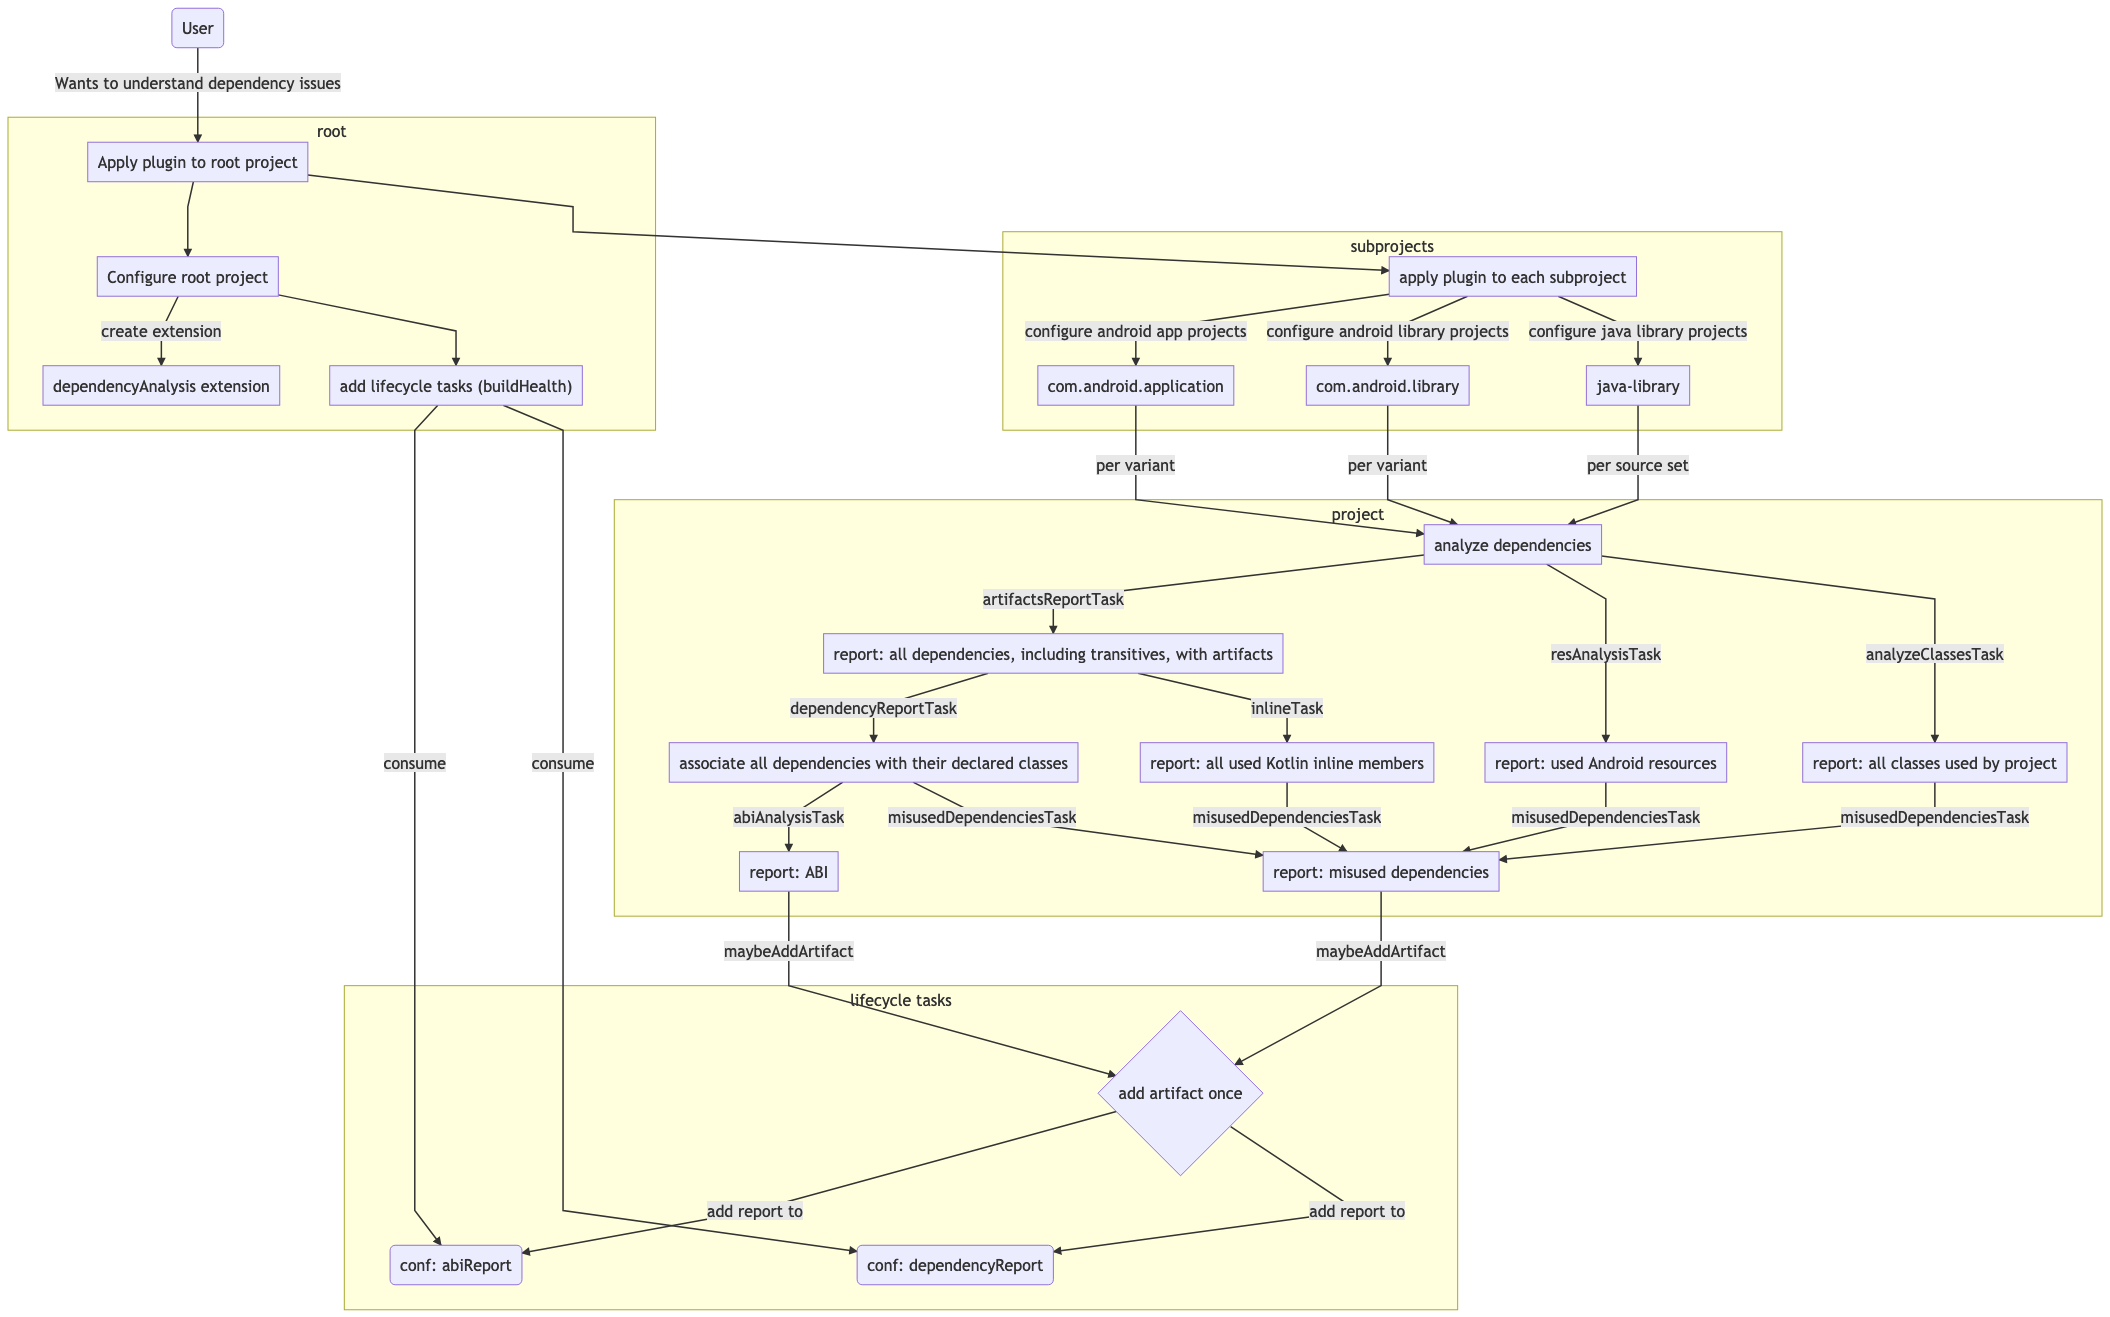 User
Wants to understand dependency issues
root
Apply plugin to root project
subprojects
Configure root project
apply plugin to each subproject
create extension
configure android app projects
configure android library projects
configure java library projects
dependencyAnalysis extension
add lifecycle tasks (buildHealth)
com.android.application
com.android.library
java-library
per variant
per variant
per source set
project
analyze dependencies
artifactsReportTask
report: all dependencies, including transitives, with artifacts
resAnalysisTask
analyzeClassesTask
dependencyReportTask
inlineTask
consume
consume
associate all dependencies with their declared classes
report: all used Kotlin inline members
report: used Android resources
report: all classes used by project
abiAnalysisTask
misusedDependenciesTask
misusedDependenciesTask
misusedDependenciesTask
misusedDependenciesTask
report: ABI
report: misused dependencies
maybeAddArtifact
maybeAddArtifact
lifecycle tasks
add artifact once
add report to
add report to
conf: abiReport
conf: dependencyReport